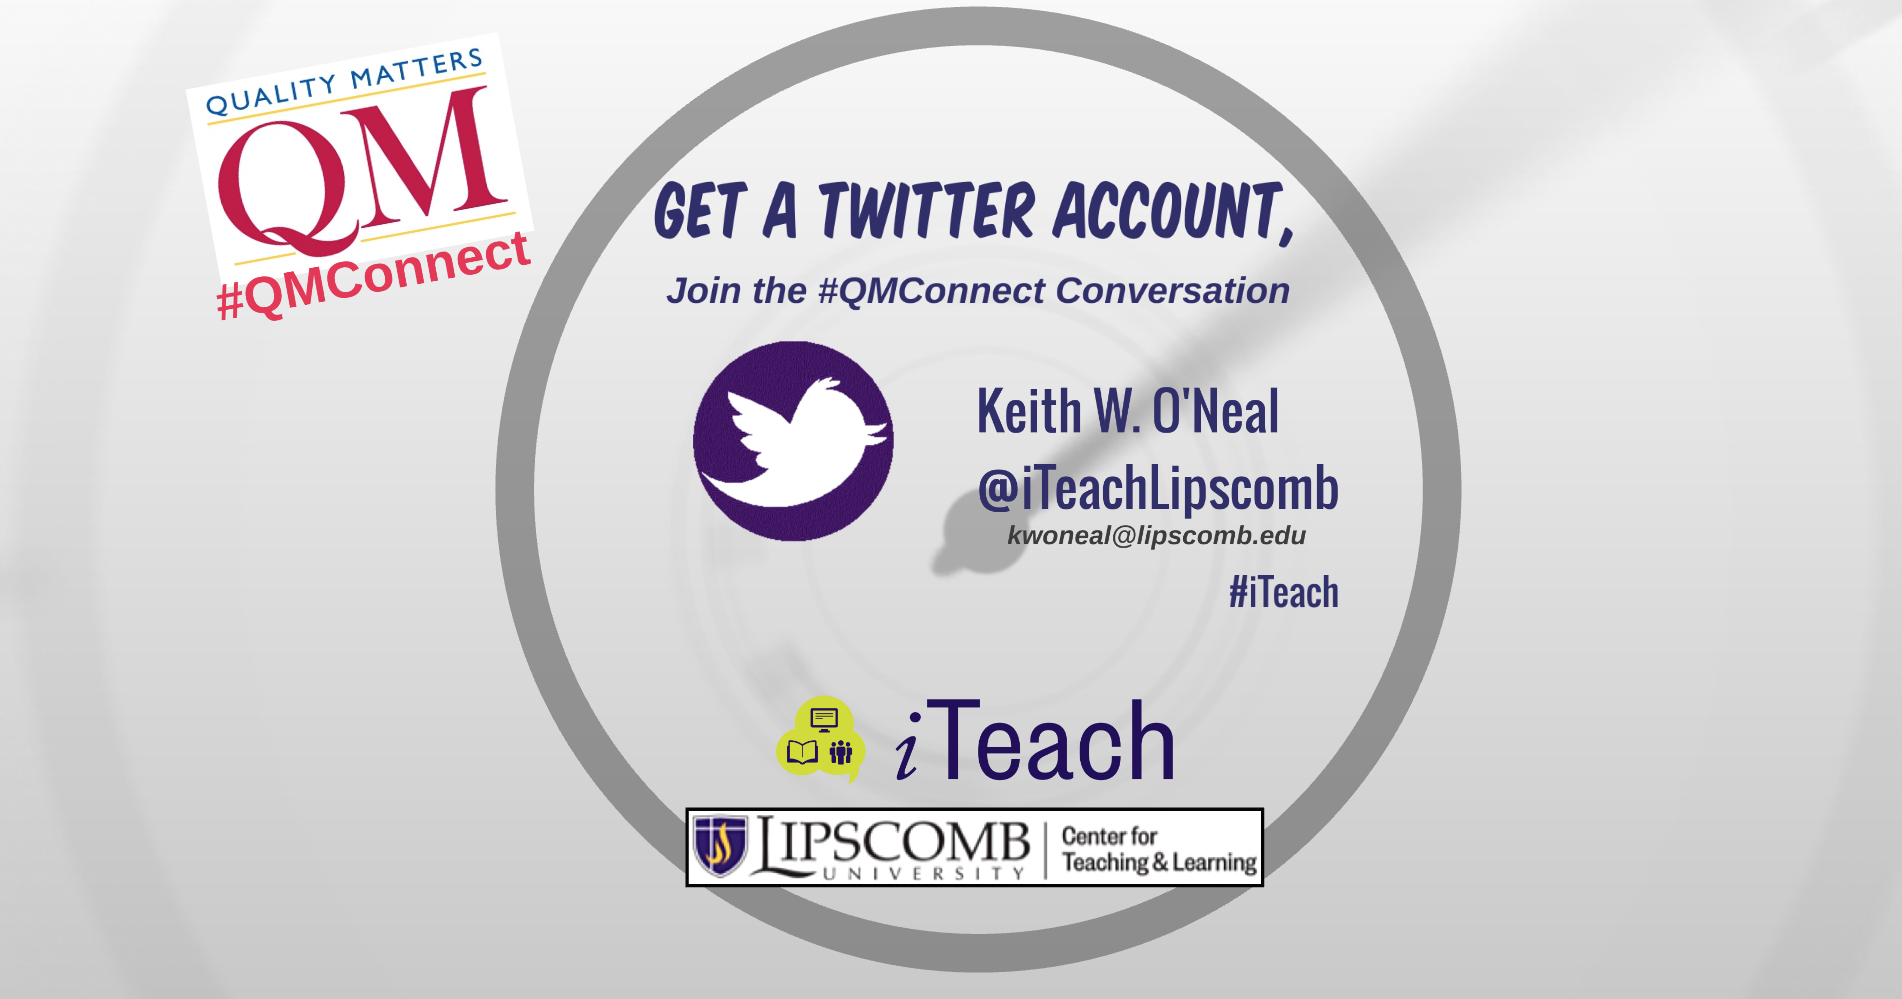 QUALITY MATTERS
QM
#QMConnect
GET A TWITTER ACCOUNT,
Join the #QMConnect Conversation
Keith W. O'Neal
@iTeachLipscomb
kwoneal@lipscomb.edu
#iTeach
iTeach
LIPSCOMB
UNIVERSITY
Center for
Teaching & Learning